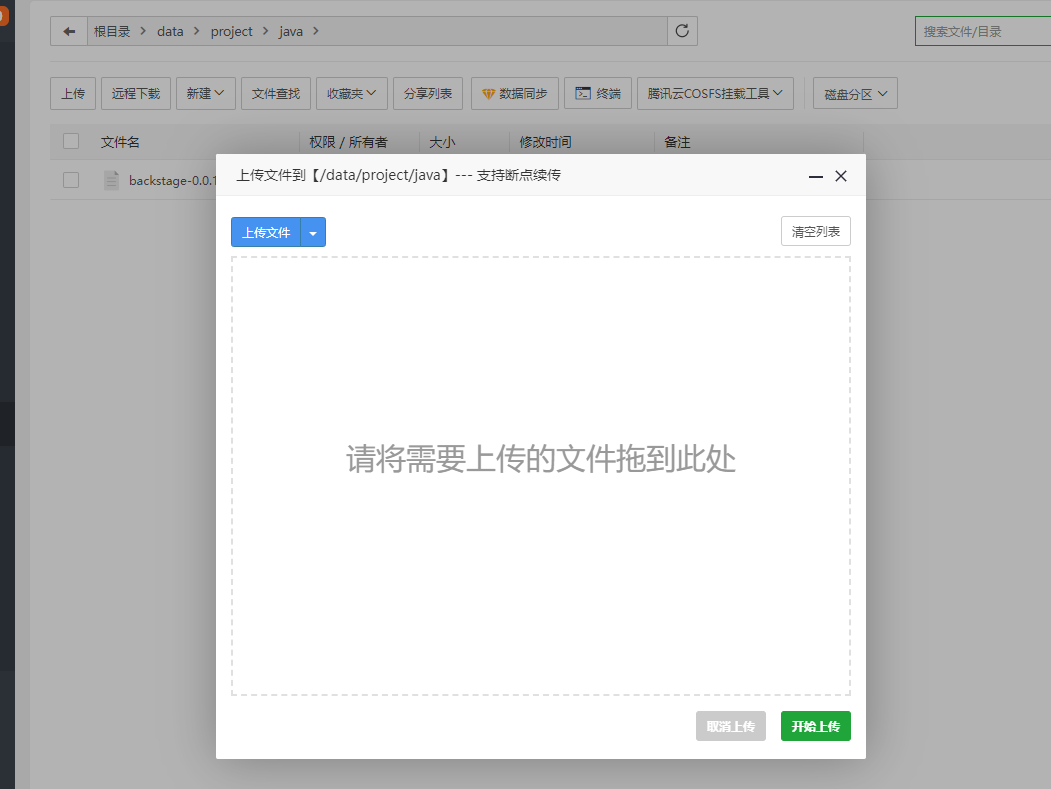 根目录 data project java
搜索文件/目录
上传 远程下载 新建 文件查找 收藏夹 分享列表 数据同步 终端 腾讯云COSFS挂载工具 磁盘分区
文件名 权限 / 所有者 大小 修改时间 备注
backstage-0.0.1
上传文件到【/data/project/java】--- 支持断点续传
上传文件 清空列表
请将需要上传的文件拖到此处
取消上传 开始上传